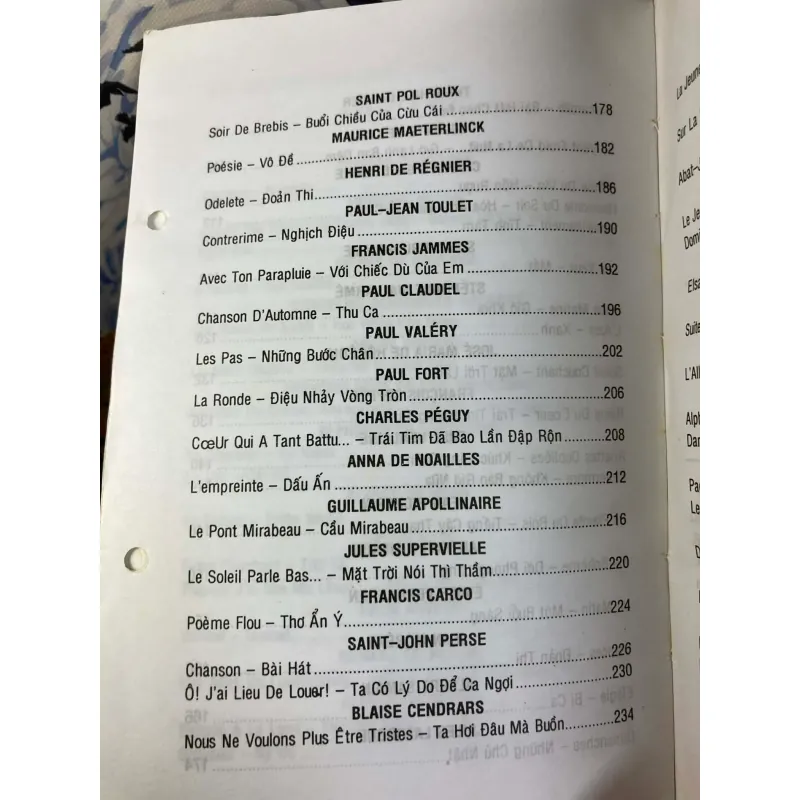 SAINT POL ROUX
Soir De Brebis – Buổi Chiều Của Cừu Cái ........ 178
MAURICE MAETERLINCK
Poésie – Vô Đề ........ 182
HENRI DE RÉGNIER
Odelete – Đoản Thi ........ 186
PAUL–JEAN TOULET
Contrerime – Nghịch Điệu ........ 190
FRANCIS JAMMES
Avec Ton Parapluie – Với Chiếc Dù Của Em ........ 192
PAUL CLAUDEL
Chanson D'Automne – Thu Ca ........ 196
PAUL VALÉRY
Les Pas – Những Bước Chân ........ 202
PAUL FORT
La Ronde – Điệu Nhảy Vòng Tròn ........ 206
CHARLES PÉGUY
CœUr Qui A Tant Battu... – Trái Tim Đã Bao Lần Đập Rộn ........ 208
ANNA DE NOAILLES
L'empreinte – Dấu Ấn ........ 212
GUILLAUME APOLLINAIRE
Le Pont Mirabeau – Cầu Mirabeau ........ 216
JULES SUPERVIELLE
Le Soleil Parle Bas... – Mặt Trời Nói Thì Thầm ........ 220
FRANCIS CARCO
Poème Flou – Thơ Ẩn Ý ........ 224
SAINT–JOHN PERSE
Chanson – Bài Hát ........ 226
Ô! J'ai Lieu De Louer! – Ta Có Lý Do Để Ca Ngợi ........ 230
BLAISE CENDRARS
Nous Ne Voulons Plus Être Tristes – Ta Hơi Đâu Mà Buồn ........ 234
La
Sur La
Le
Suite
L'All
Le